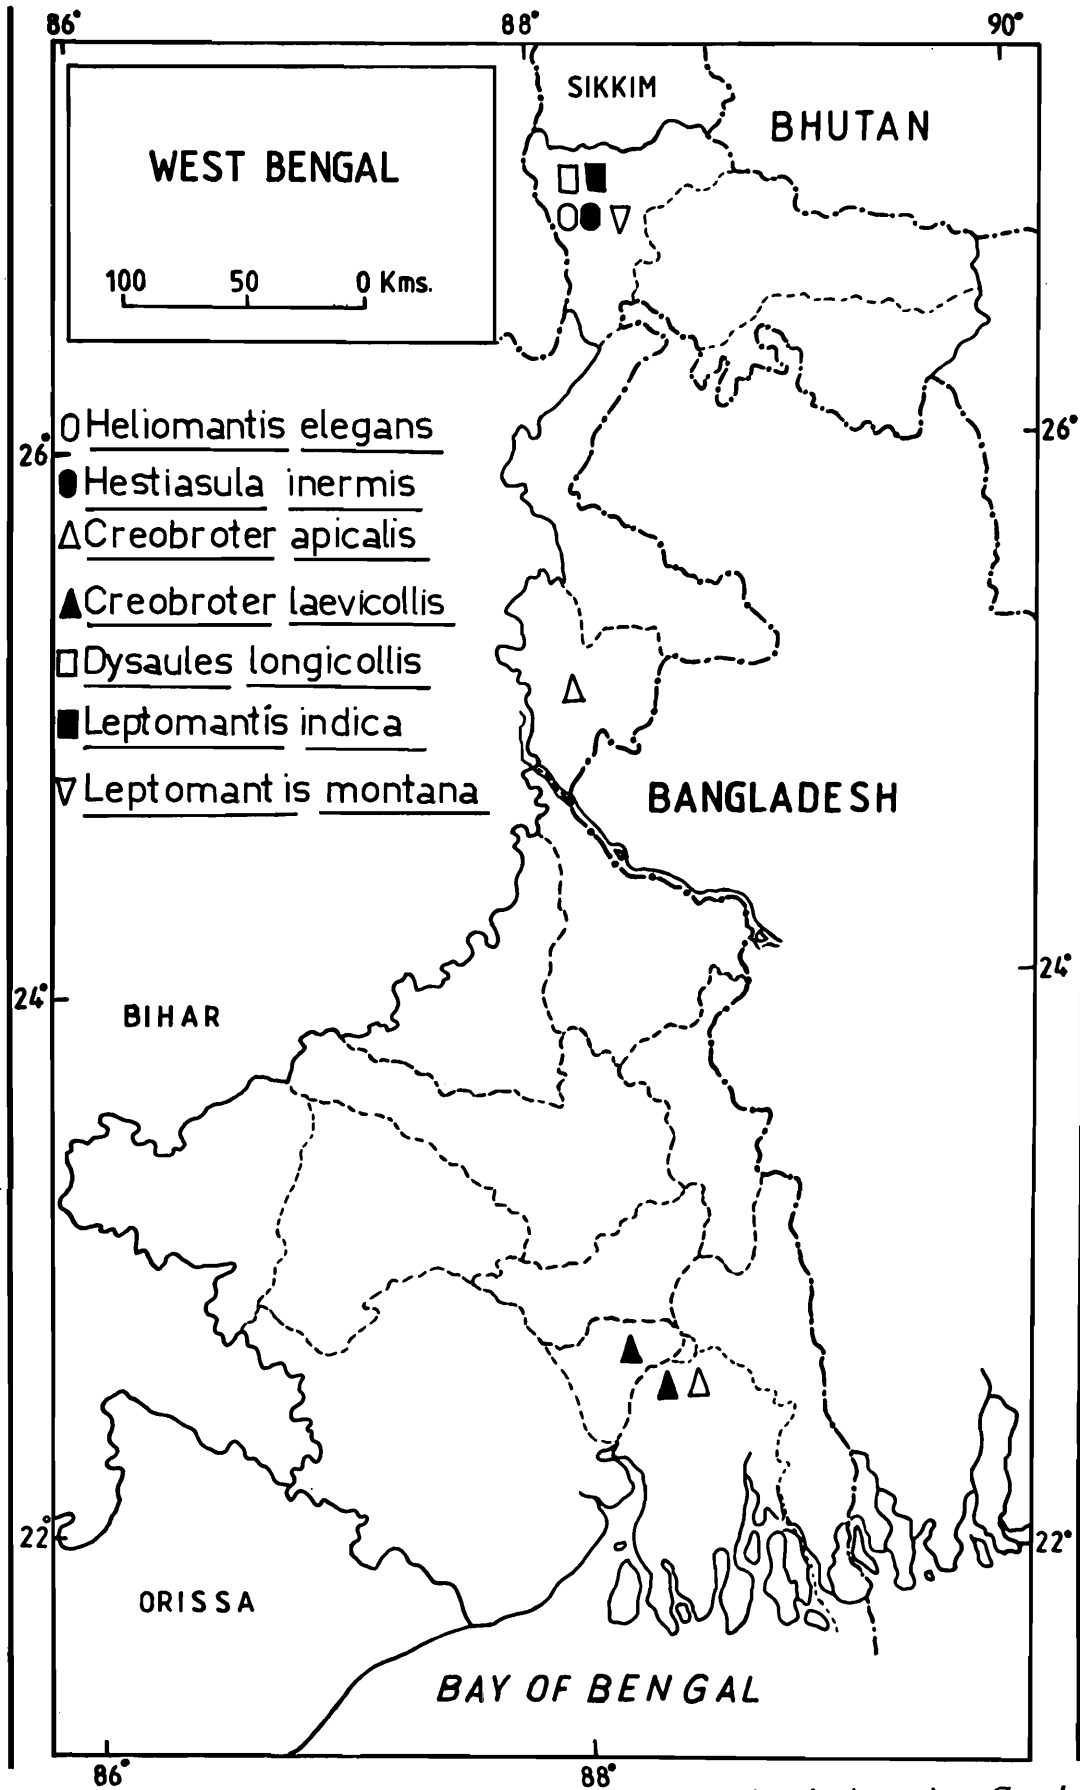 86° 88° 90°
SIKKIM
BHUTAN
WEST BENGAL
100 50 0 Kms.
Heliomantis elegans
26° 26°
Hestiasula inermis
Creobroter apicalis
Creobroter laevicollis
Dysaules longicollis
Leptomantis indica
Leptomantis montana
BANGLADESH
24° 24°
BIHAR
22° 22°
ORISSA
BAY OF BENGAL
86° 88°